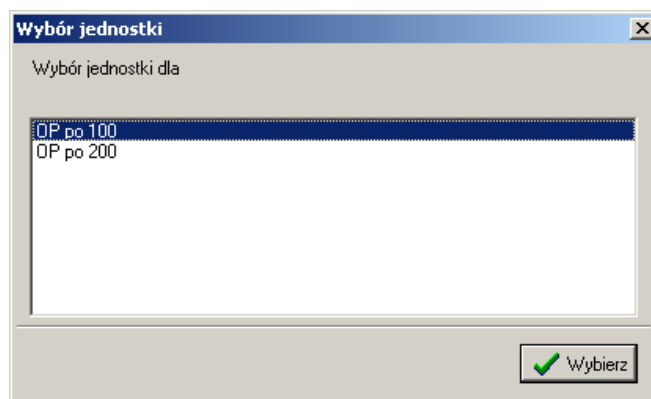 Wybór jednostki
Wybór jednostki dla
OP po 100
OP po 200
Wybierz